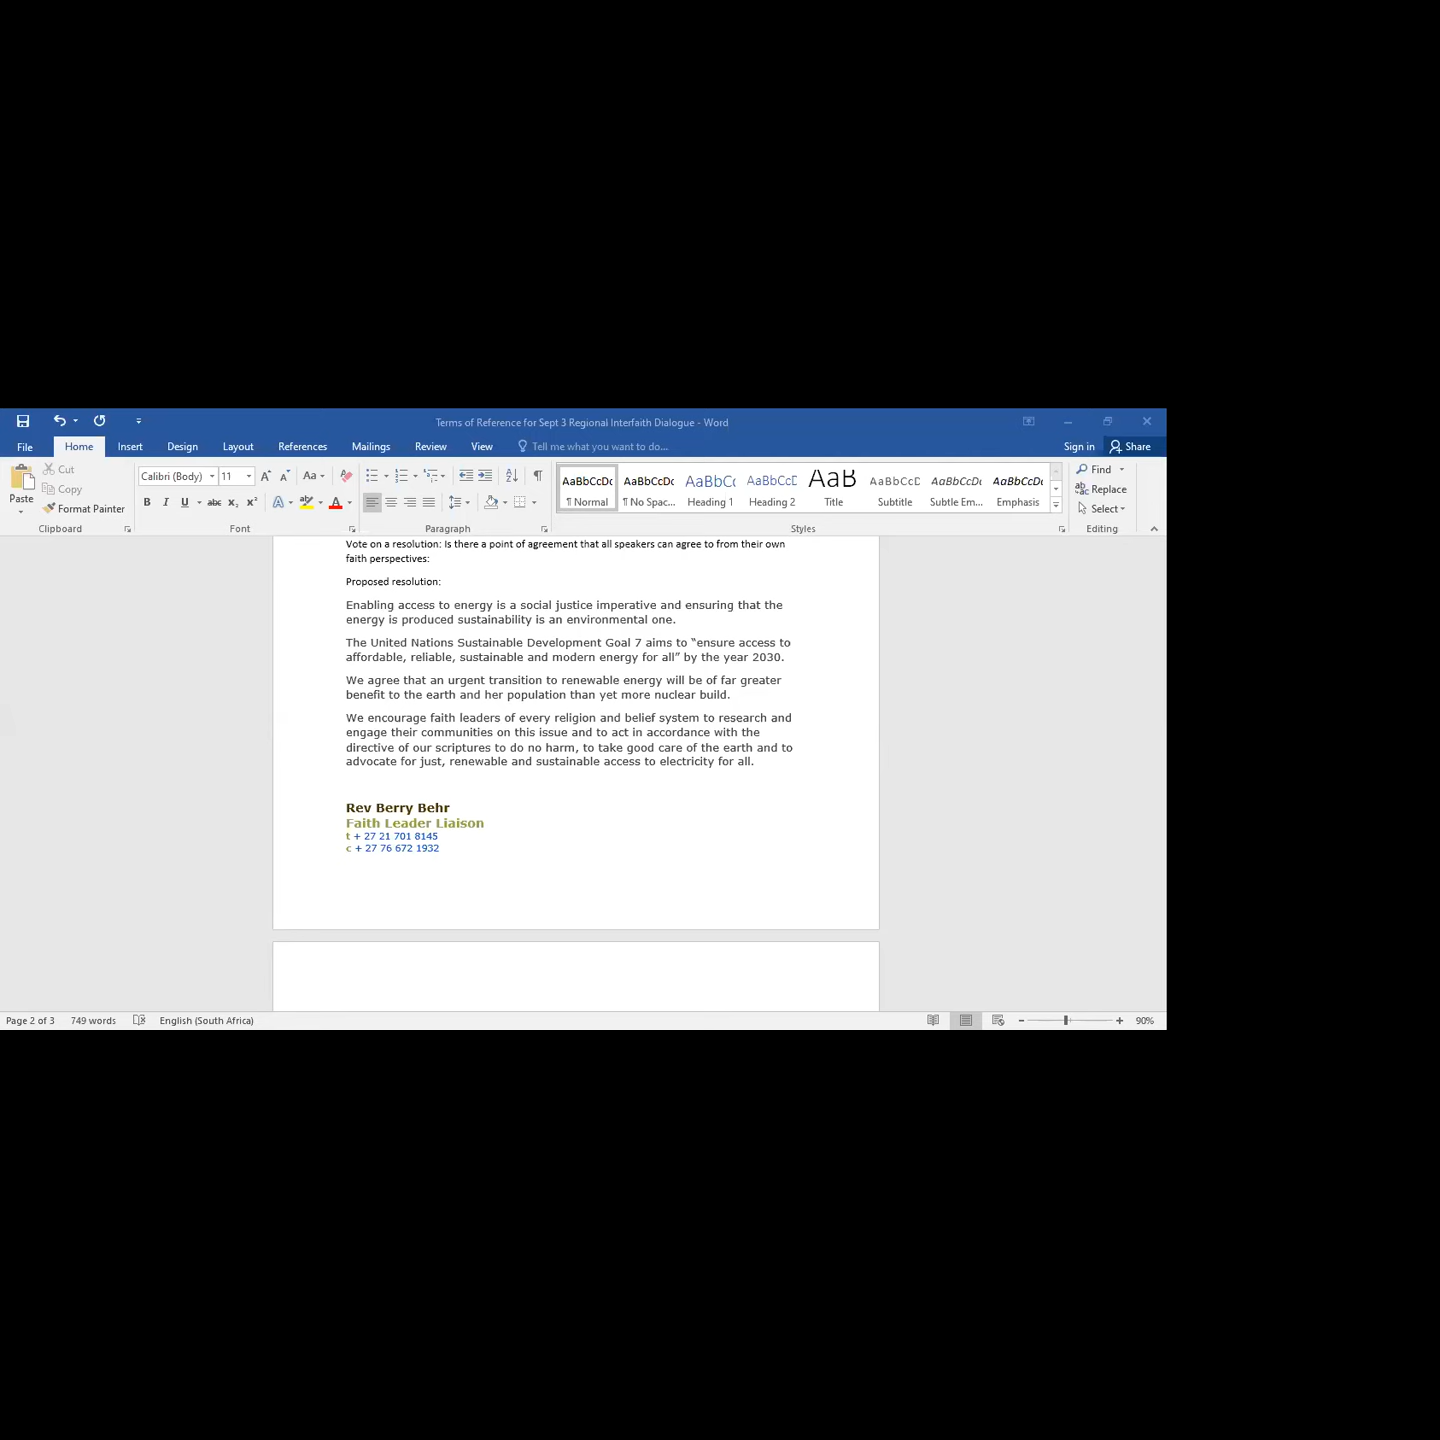 Terms of Reference for Sept 3 Regional Interfaith Dialogue - Word
File Home Insert Design Layout References Mailings Review View Tell me what you want to do... Sign in Share
Paste
Cut
Copy
Format Painter
Calibri (Body) 11
Aa
B I U abc x₂ x²
A ab A
AaBbCcDc AaBbCcDc AaBbCc AaBbCcD AaB AaBbCcD AaBbCcDc AaBbCcDc
¶ Normal ¶ No Spac... Heading 1 Heading 2 Title Subtitle Subtle Em... Emphasis
Find
Replace
Select
Clipboard Font Paragraph Styles Editing
Vote on a resolution: Is there a point of agreement that all speakers can agree to from their own
faith perspectives:
Proposed resolution:
Enabling access to energy is a social justice imperative and ensuring that the
energy is produced sustainability is an environmental one.
The United Nations Sustainable Development Goal 7 aims to “ensure access to
affordable, reliable, sustainable and modern energy for all” by the year 2030.
We agree that an urgent transition to renewable energy will be of far greater
benefit to the earth and her population than yet more nuclear build.
We encourage faith leaders of every religion and belief system to research and
engage their communities on this issue and to act in accordance with the
directive of our scriptures to do no harm, to take good care of the earth and to
advocate for just, renewable and sustainable access to electricity for all.
Rev Berry Behr
Faith Leader Liaison
t + 27 21 701 8145
c + 27 76 672 1932
Page 2 of 3 749 words English (South Africa) 90%